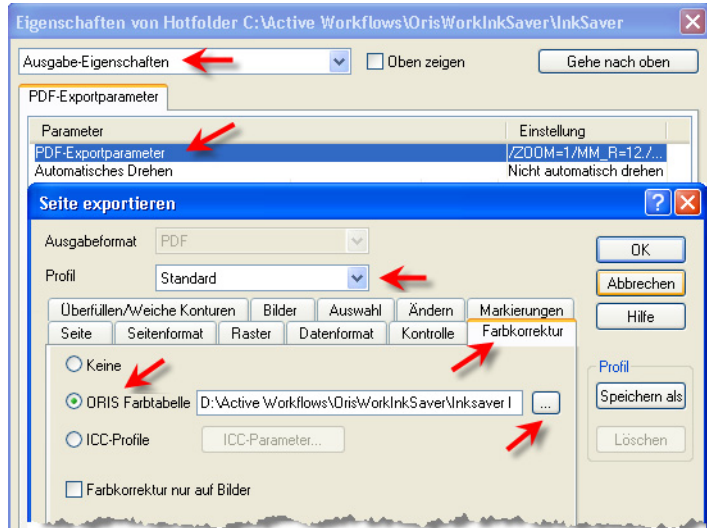 Eigenschaften von Hotfolder C:\Active Workflows\OrisWorkInkSaver\InkSaver
Ausgabe-Eigenschaften
Oben zeigen
Gehe nach oben
PDF-Exportparameter
Parameter Einstellung
PDF-Exportparameter /ZOOM=1/MM_R=12./...
Automatisches Drehen Nicht automatisch drehen
Seite exportieren
Ausgabeformat PDF
OK
Profil Standard
Abbrechen
Überfüllen/Weiche Konturen Bilder Auswahl Ändern Markierungen
Hilfe
Seite Seitenformat Raster Datenformat Kontrolle Farbkorrektur
Keine
Profil
ORIS Farbtabelle D:\Active Workflows\OrisWorkInkSaver\Inksaver I ...
Speichern als
ICC-Profile ICC-Parameter...
Löschen
Farbkorrektur nur auf Bilder